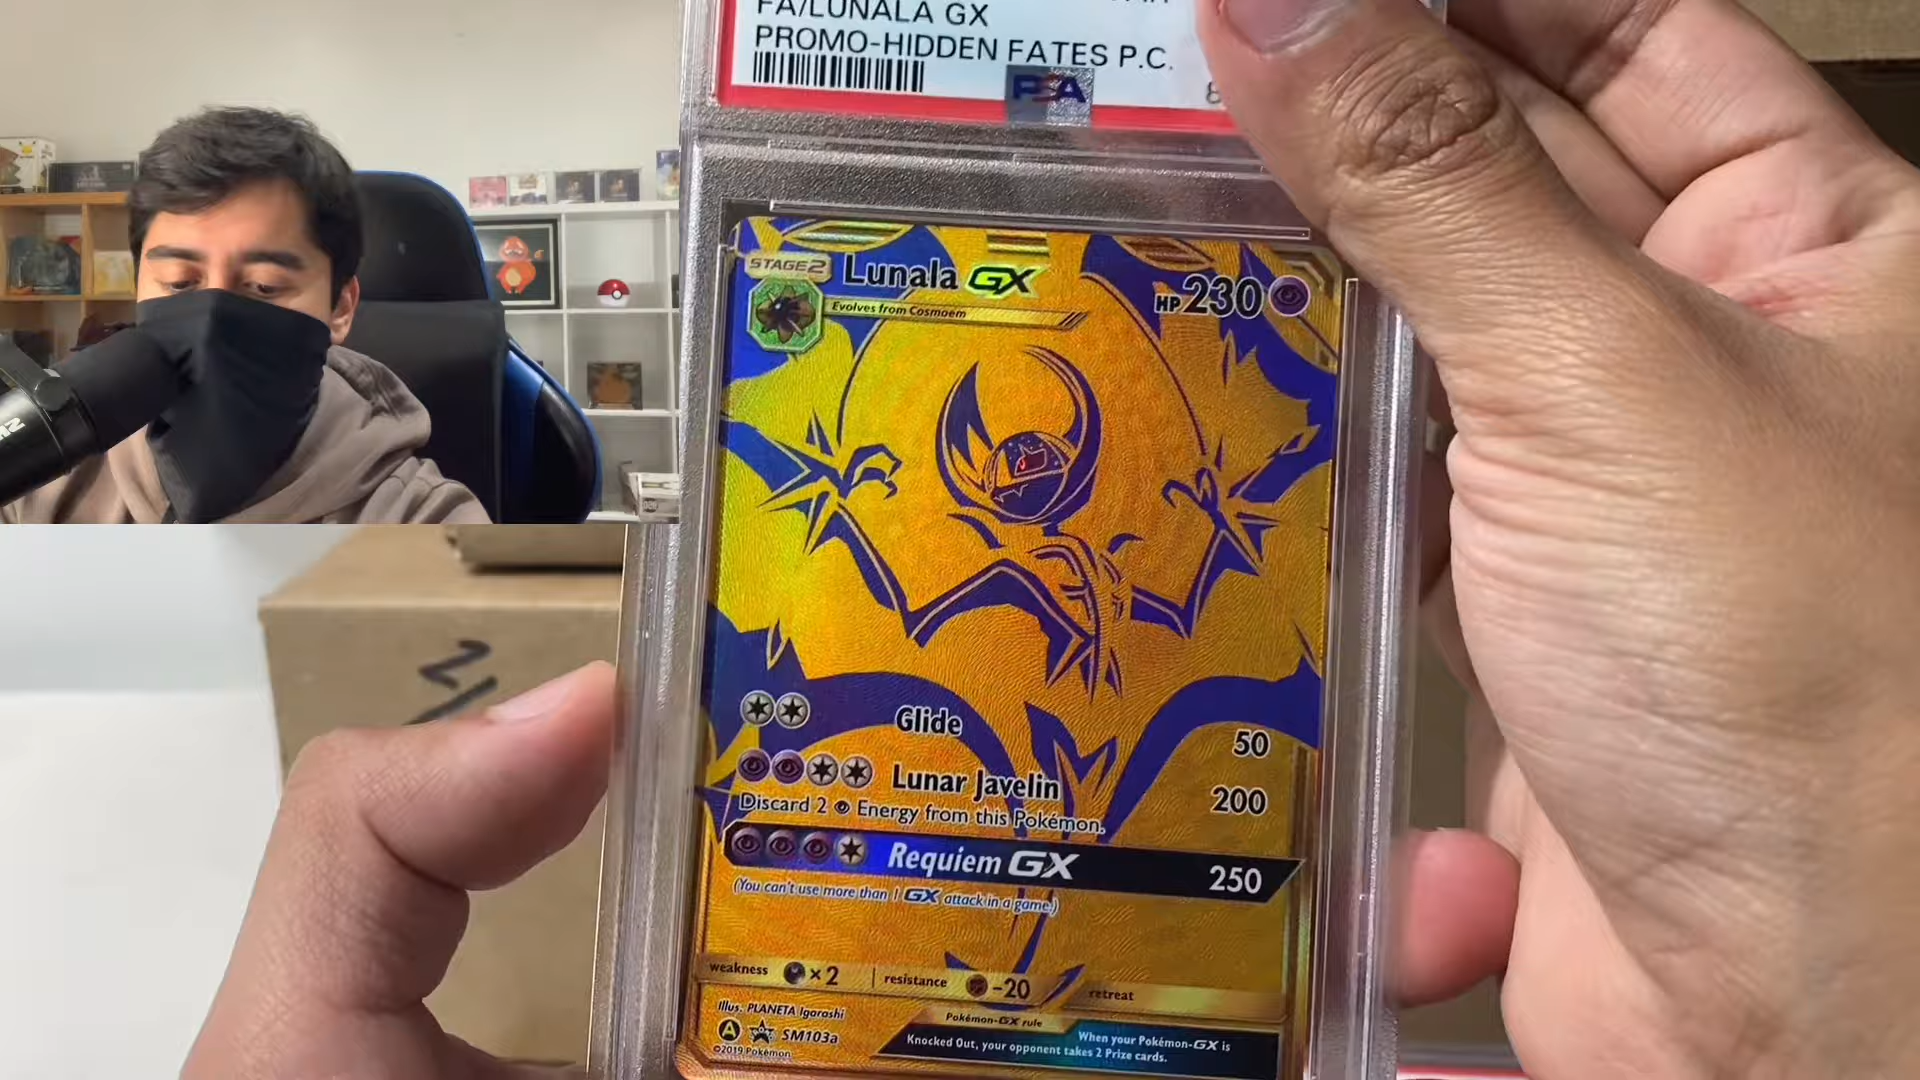 FA/LUNALA GX
PROMO-HIDDEN FATES P.C.
PSA
STAGE2 Lunala GX HP230
Evolves from Cosmoem
Glide 50
Lunar Javelin 200
Discard 2 Energy from this Pokémon.
Requiem GX 250
(You can't use more than 1 GX attack in a game.)
weakness ×2 resistance -20 retreat
Illus. PLANETA Igarashi
A SM103a
©2019 Pokémon
Pokémon-GX rule
When your Pokémon-GX is
Knocked Out, your opponent takes 2 Prize cards.